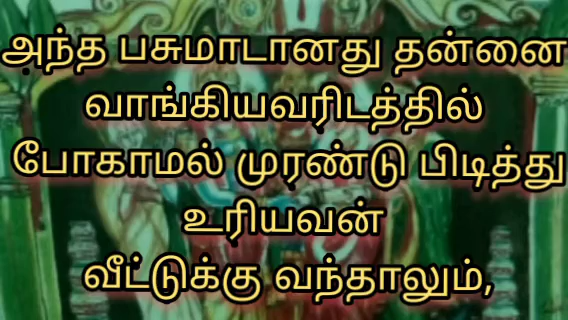 அந்த பசுமாடானது தன்னை
வாங்கியவரிடத்தில்
போகாமல் முரண்டு பிடித்து
உரியவன்
வீட்டுக்கு வந்தாலும்,